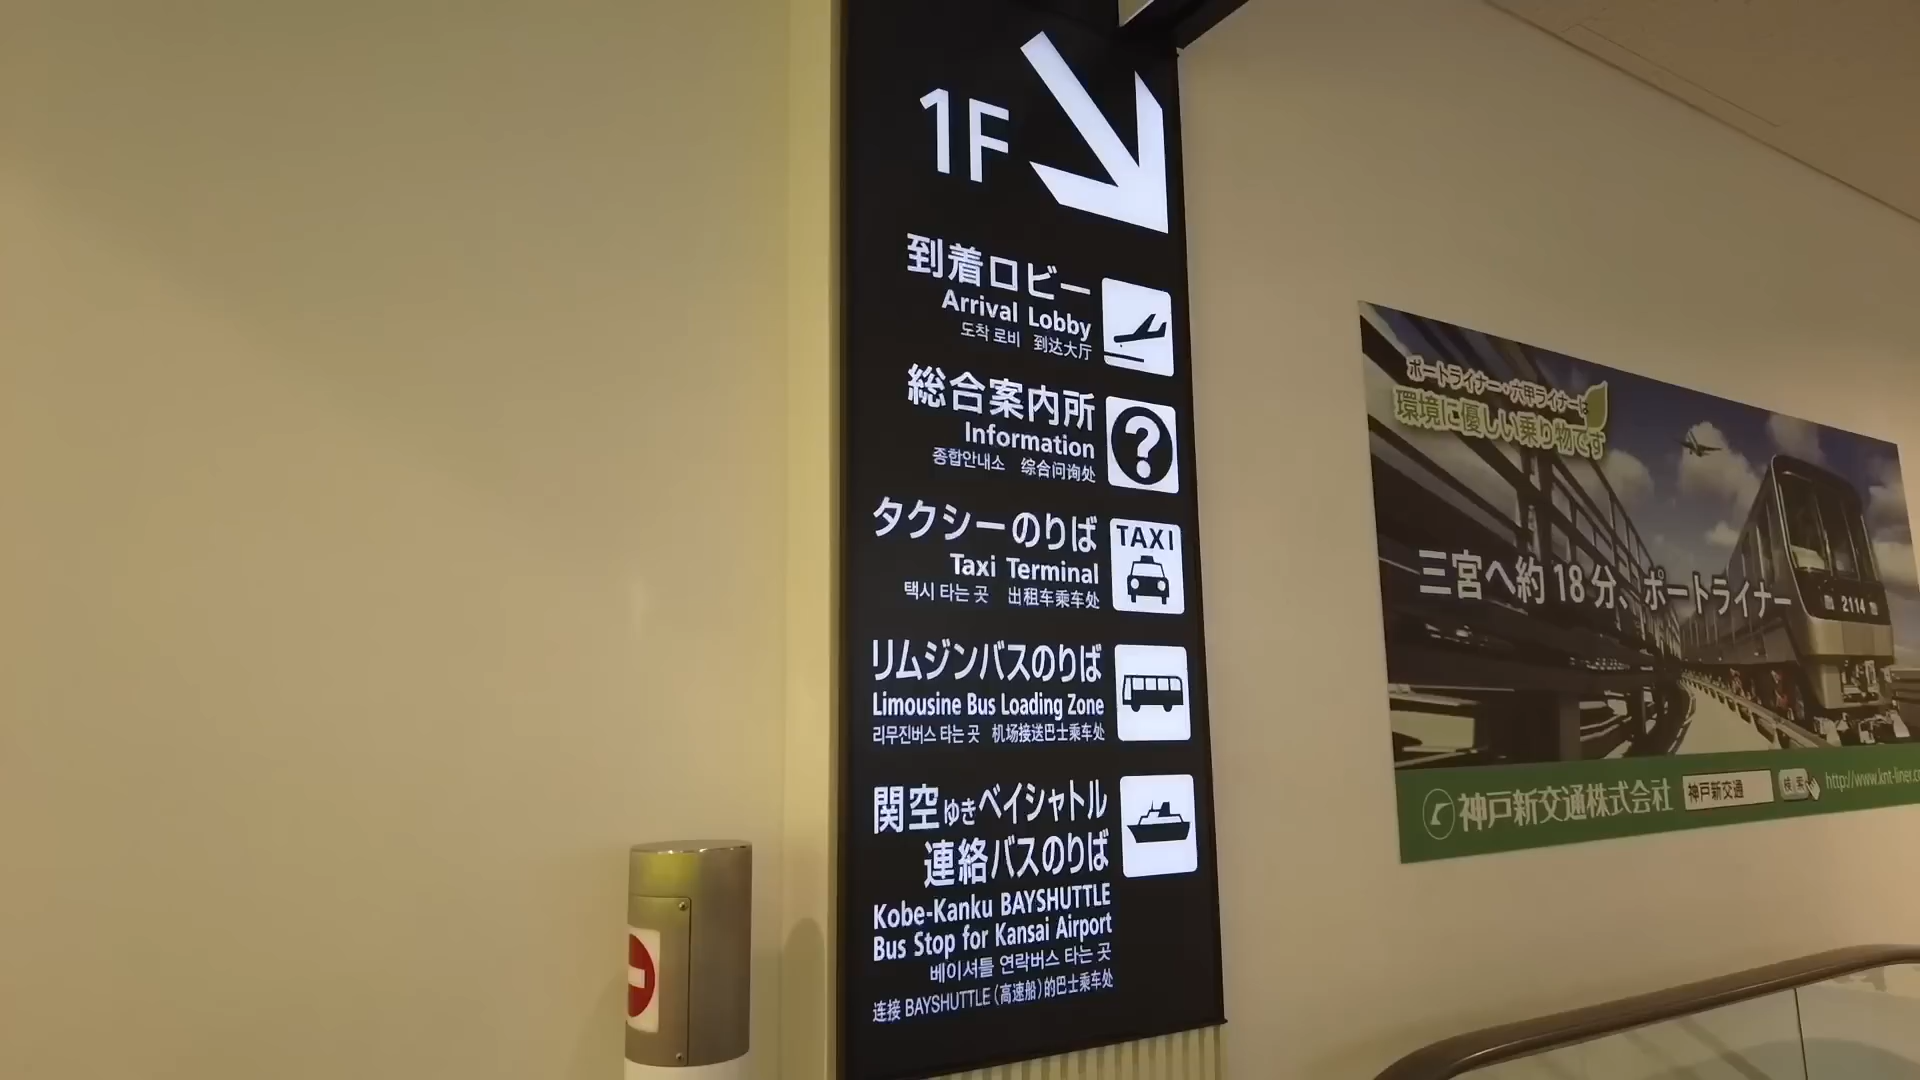 1F
到着ロビー
Arrival Lobby
도착 로비 到达大厅
総合案内所
Information
종합안내소 综合问询处
タクシーのりば
TAXI
Taxi Terminal
택시 타는 곳 出租车乘车处
リムジンバスのりば
Limousine Bus Loading Zone
리무진버스 타는 곳 机场接送巴士乘车处
関空ゆきベイシャトル
連絡バスのりば
Kobe-Kanku BAYSHUTTLE
Bus Stop for Kansai Airport
베이셔틀 연락버스 타는 곳
连接 BAYSHUTTLE (高速船) 的巴士乘车处
ポートライナー・六甲ライナーは
環境に優しい乗り物です
三宮へ約18分、ポートライナー
2114
神戸新交通株式会社 神戸新交通 検索 http://www.knt-liner.co